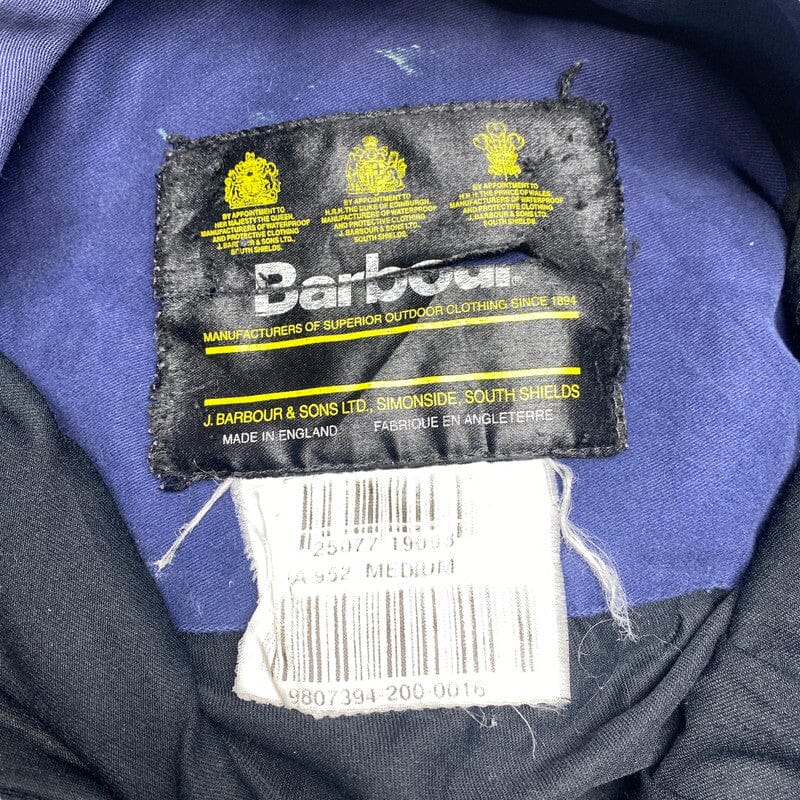 BY APPOINTMENT TO
HER MAJESTY THE QUEEN
MANUFACTURERS OF WATERPROOF
AND PROTECTIVE CLOTHING
J. BARBOUR & SONS LTD.,
SOUTH SHIELDS.
BY APPOINTMENT TO
H.R.H. THE DUKE OF EDINBURGH,
MANUFACTURERS OF WATERPROOF
AND PROTECTIVE CLOTHING
J. BARBOUR & SONS LTD.,
SOUTH SHIELDS.
BY APPOINTMENT TO
H.R.H. THE PRINCE OF WALES
MANUFACTURERS OF WATERPROOF
AND PROTECTIVE CLOTHING
J. BARBOUR & SONS LTD.,
SOUTH SHIELDS.
Barbour®
MANUFACTURERS OF SUPERIOR OUTDOOR CLOTHING SINCE 1894
J. BARBOUR & SONS LTD., SIMONSIDE, SOUTH SHIELDS
MADE IN ENGLAND FABRIQUE EN ANGLETERRE
25077 19093
A 952 MEDIUM
9807394-200-0016